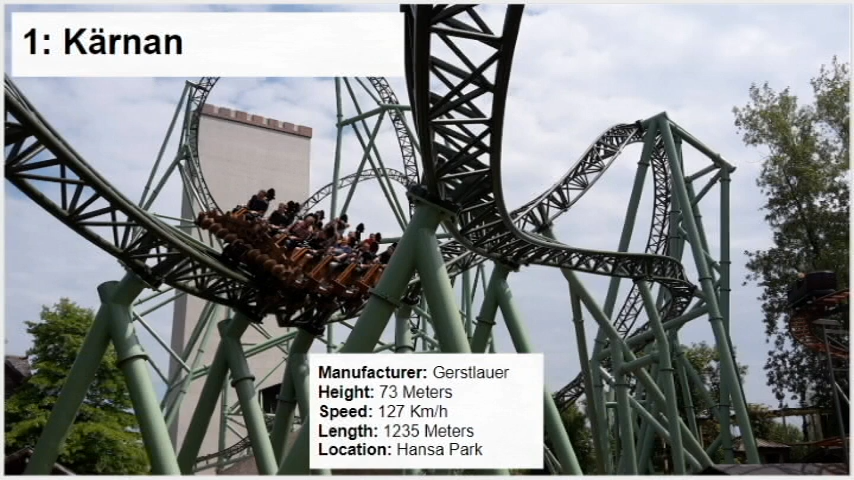 1: Kärnan
Manufacturer: Gerstlauer
Height: 73 Meters
Speed: 127 Km/h
Length: 1235 Meters
Location: Hansa Park